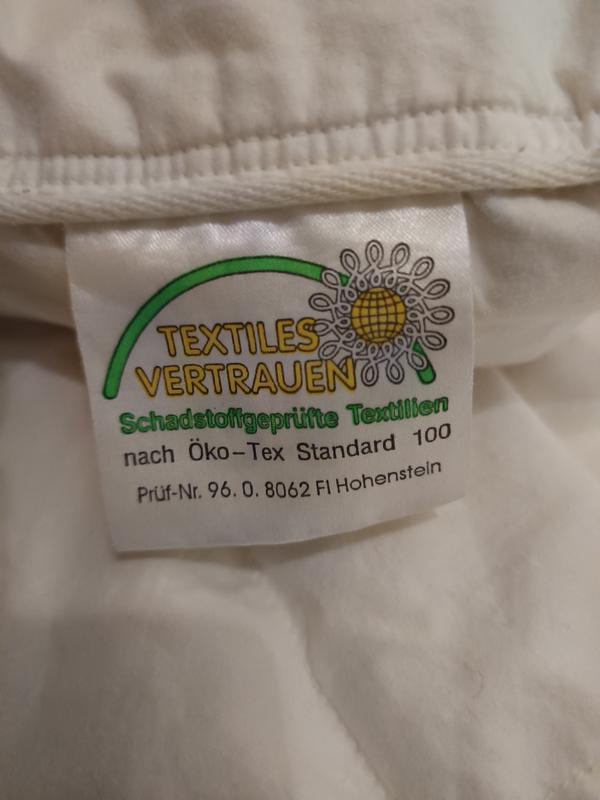 TEXTILES
VERTRAUEN
Schadstoffgeprüfte Textilien
nach Öko-Tex Standard 100
Prüf-Nr. 96. 0. 8062 FI Hohenstein